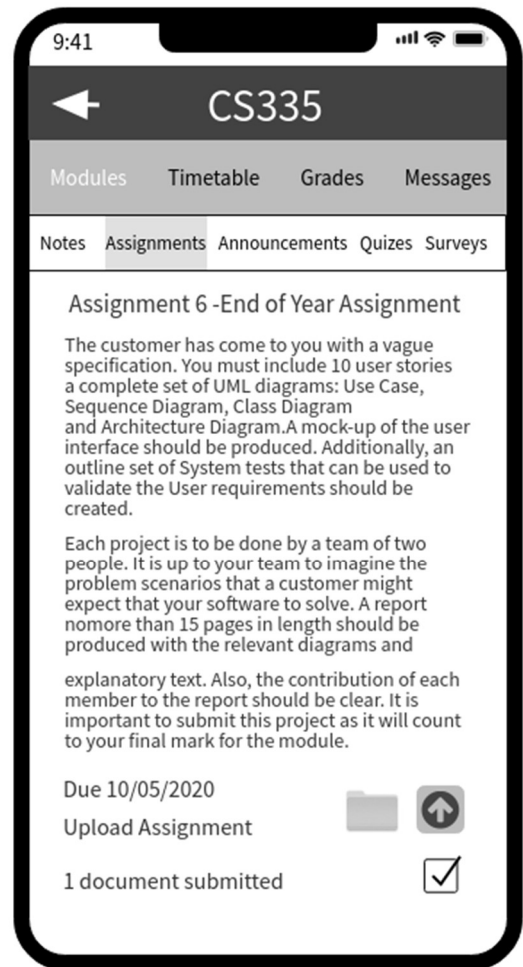 9:41
CS335
Modules Timetable Grades Messages
Notes Assignments Announcements Quizes Surveys
Assignment 6 -End of Year Assignment
The customer has come to you with a vague
specification. You must include 10 user stories
a complete set of UML diagrams: Use Case,
Sequence Diagram, Class Diagram
and Architecture Diagram.A mock-up of the user
interface should be produced. Additionally, an
outline set of System tests that can be used to
validate the User requirements should be
created.
Each project is to be done by a team of two
people. It is up to your team to imagine the
problem scenarios that a customer might
expect that your software to solve. A report
nomore than 15 pages in length should be
produced with the relevant diagrams and
explanatory text. Also, the contribution of each
member to the report should be clear. It is
important to submit this project as it will count
to your final mark for the module.
Due 10/05/2020
Upload Assignment
1 document submitted